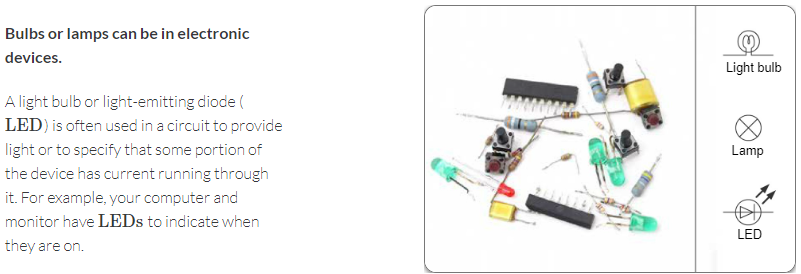 Bulbs or lamps can be in electronic
devices.
A light bulb or light-emitting diode (
LED) is often used in a circuit to provide
light or to specify that some portion of
the device has current running through
it. For example, your computer and
monitor have LEDs to indicate when
they are on.
Light bulb
Lamp
LED